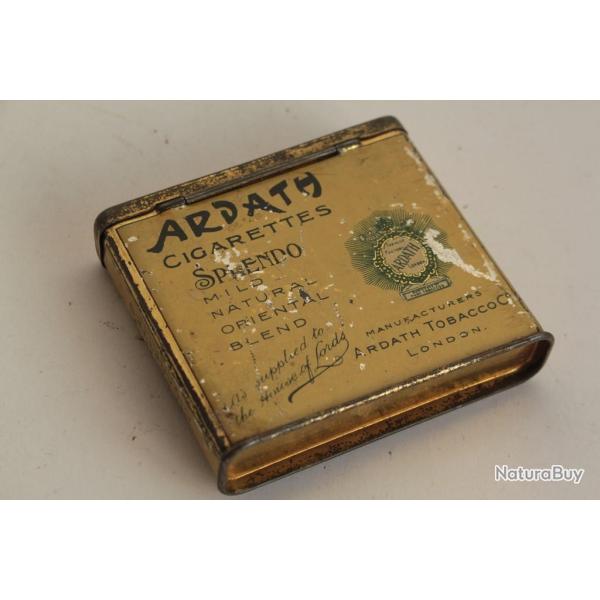 ARDATH
CIGARETTES
SPLENDO
MILD
NATURAL
ORIENTAL
BLEND
As supplied to
the House of Lords
ARDATH
MANUFACTURERS
ARDATH TOBACCO Co
LONDON.
NaturaBuy